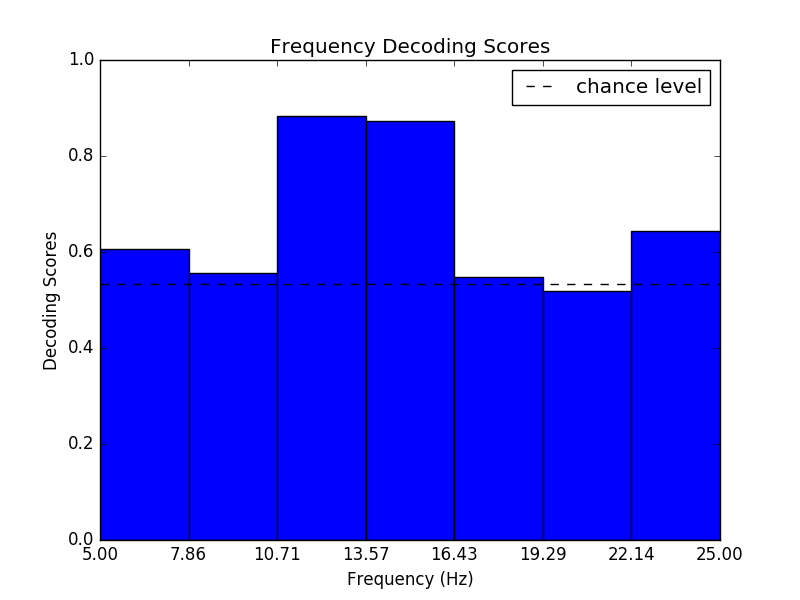 Frequency Decoding Scores
chance level
1.0
0.8
0.6
0.4
0.2
0.0
Decoding Scores
5.00 7.86 10.71 13.57 16.43 19.29 22.14 25.00
Frequency (Hz)